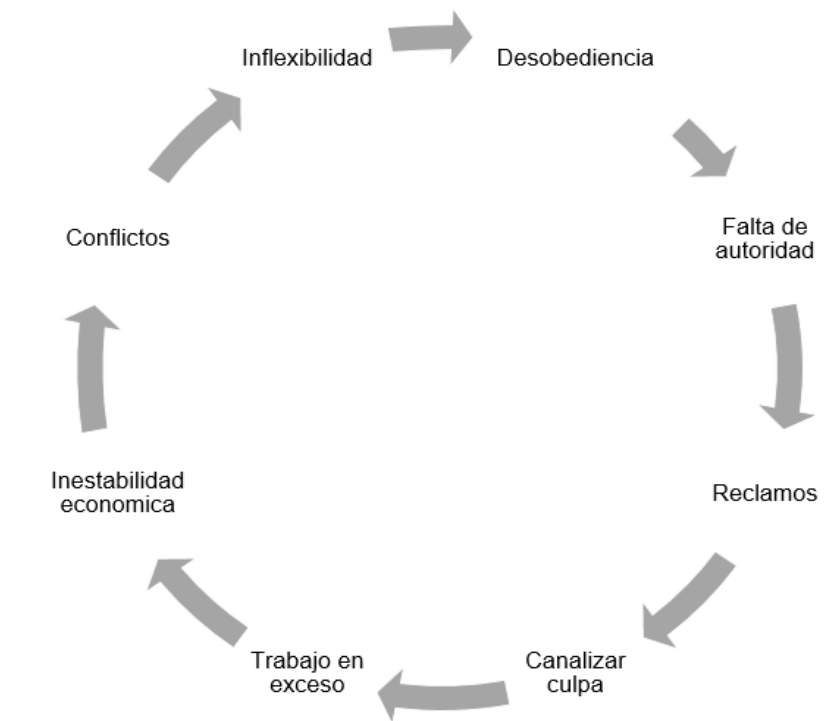 Inflexibilidad
Desobediencia
Falta de
autoridad
Reclamos
Canalizar
culpa
Trabajo en
exceso
Inestabilidad
economica
Conflictos